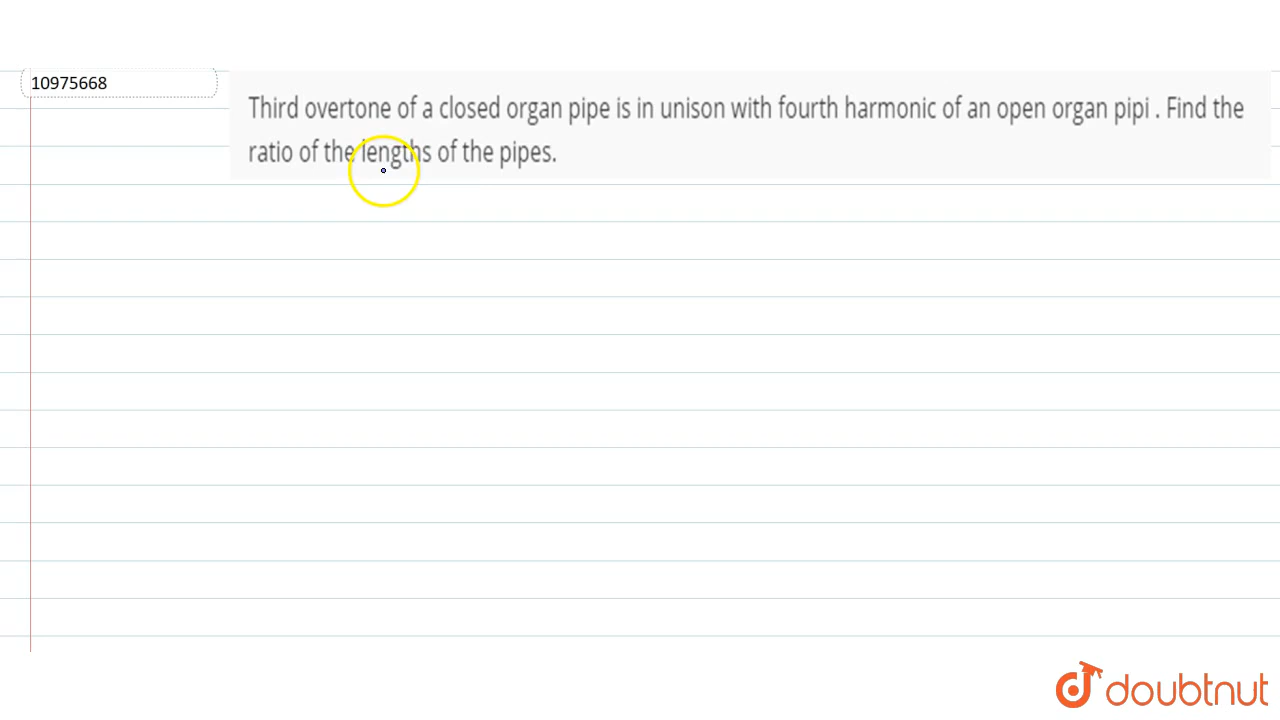 10975668
Third overtone of a closed organ pipe is in unison with fourth harmonic of an open organ pipi . Find the
ratio of the lengths of the pipes.
doubtnut